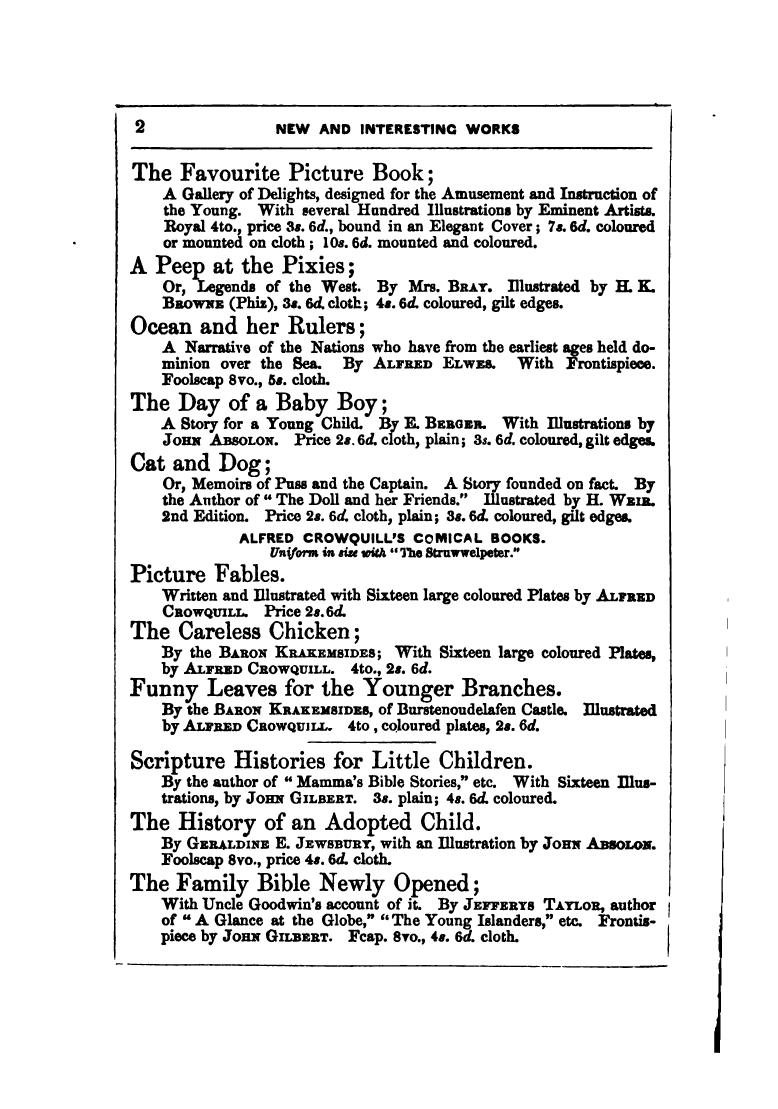 2 NEW AND INTERESTING WORKS
The Favourite Picture Book;
A Gallery of Delights, designed for the Amusement and Instruction of
the Young. With several Hundred Illustrations by Eminent Artists.
Royal 4to., price 3s. 6d., bound in an Elegant Cover; 7s. 6d. coloured
or mounted on cloth; 10s. 6d. mounted and coloured.
A Peep at the Pixies;
Or, Legends of the West. By Mrs. BRAY. Illustrated by H. K.
BROWNE (Phiz), 3s. 6d. cloth; 4s. 6d. coloured, gilt edges.
Ocean and her Rulers;
A Narrative of the Nations who have from the earliest ages held do-
minion over the Sea. By ALFRED ELWES. With Frontispiece.
Foolscap 8vo., 5s. cloth.
The Day of a Baby Boy;
A Story for a Young Child. By E. BERGER. With Illustrations by
JOHN ABSOLON. Price 2s. 6d. cloth, plain; 3s. 6d. coloured, gilt edges.
Cat and Dog;
Or, Memoirs of Puss and the Captain. A Story founded on fact. By
the Author of "The Doll and her Friends." Illustrated by H. WEIR.
2nd Edition. Price 2s. 6d. cloth, plain; 3s. 6d. coloured, gilt edges.
ALFRED CROWQUILL'S COMICAL BOOKS.
Uniform in size with "The Struwwelpeter."
Picture Fables.
Written and Illustrated with Sixteen large coloured Plates by ALFRED
CROWQUILL. Price 2s. 6d.
The Careless Chicken;
By the BARON KRAKEMSIDES; With Sixteen large coloured Plates,
by ALFRED CROWQUILL. 4to., 2s. 6d.
Funny Leaves for the Younger Branches.
By the BARON KRAKEMSIDES, of Burstenoudelafen Castle. Illustrated
by ALFRED CROWQUILL. 4to, coloured plates, 2s. 6d.
Scripture Histories for Little Children.
By the author of "Mamma's Bible Stories," etc. With Sixteen Illus-
trations, by JOHN GILBERT. 3s. plain; 4s. 6d. coloured.
The History of an Adopted Child.
By GERALDINE E. JEWSBURY, with an Illustration by JOHN ABSOLON.
Foolscap 8vo., price 4s. 6d. cloth.
The Family Bible Newly Opened;
With Uncle Goodwin's account of it. By JEFFERYS TAYLOR, author
of "A Glance at the Globe," "The Young Islanders," etc. Frontis-
piece by JOHN GILBERT. Fcap. 8vo., 4s. 6d. cloth.